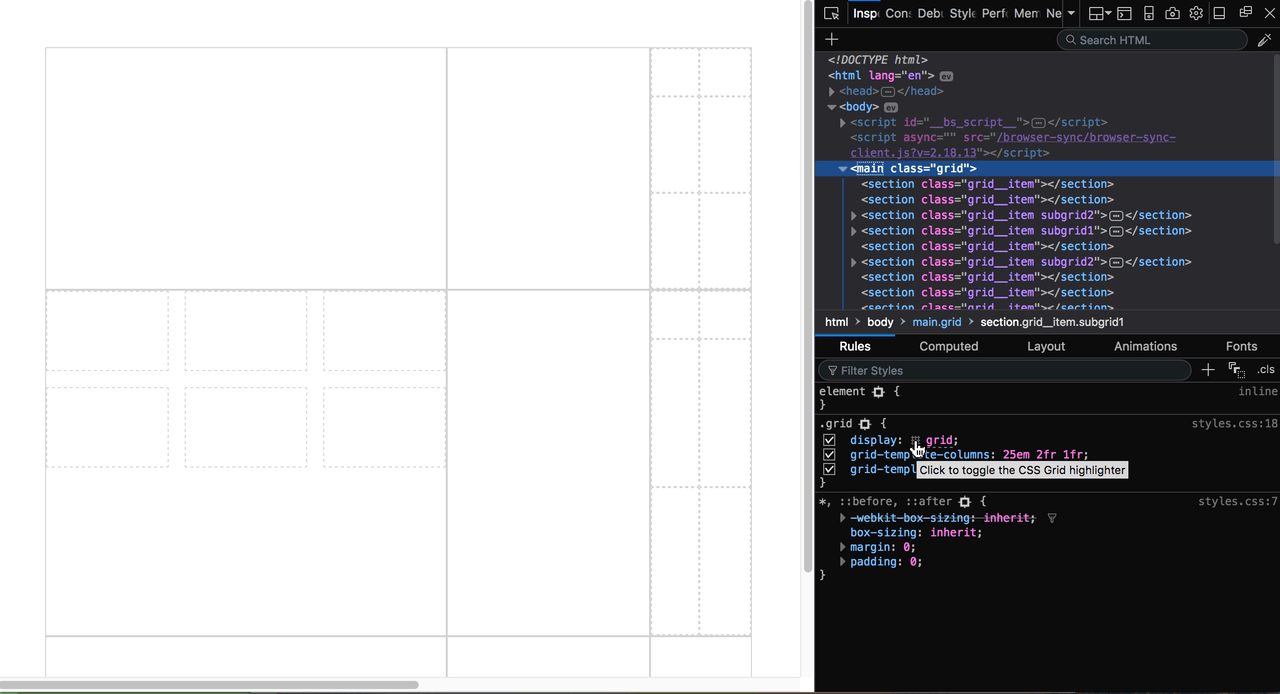 Inspe Cons Debu Style Perfo Mem Ne
Search HTML
<!DOCTYPE html>
<html lang="en"> ev
<head></head>
<body> ev
<script id="__bs_script__"></script>
<script async="" src="/browser-sync/browser-sync-
client.js?v=2.18.13"></script>
<main class="grid">
<section class="grid__item"></section>
<section class="grid__item"></section>
<section class="grid__item subgrid2"></section>
<section class="grid__item subgrid1"></section>
<section class="grid__item"></section>
<section class="grid__item subgrid2"></section>
<section class="grid__item"></section>
<section class="grid__item"></section>
<section class="grid__item"></section>
html > body > main.grid > section.grid__item.subgrid1
Rules Computed Layout Animations Fonts
Filter Styles + .cls
element { inline
}
.grid { styles.css:18
display: grid;
grid-template-columns: 25em 2fr 1fr;
grid-templ
Click to toggle the CSS Grid highlighter
}
*, ::before, ::after { styles.css:7
-webkit-box-sizing: inherit;
box-sizing: inherit;
margin: 0;
padding: 0;
}